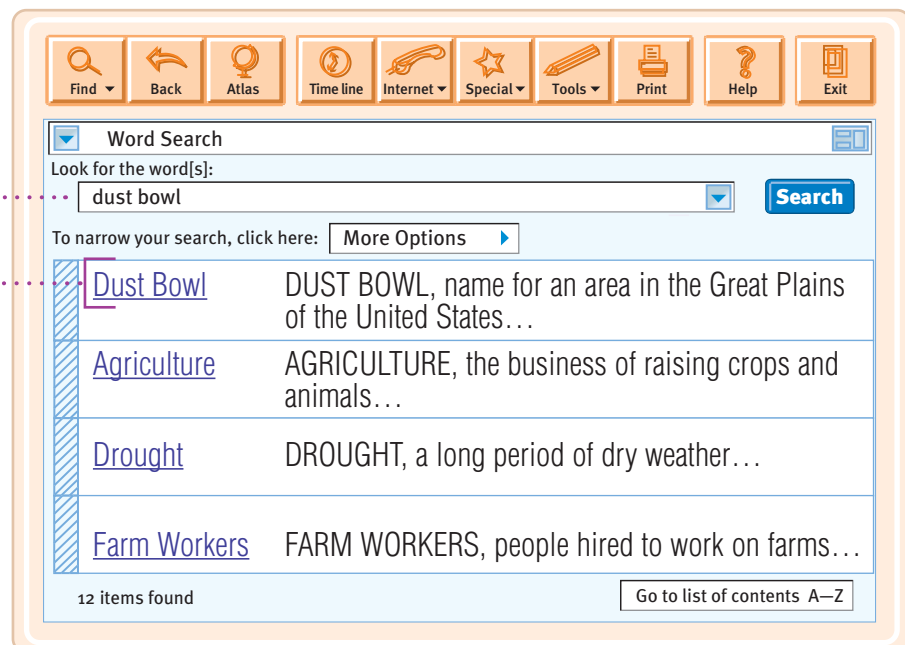 Find Back Atlas Time line Internet Special Tools Print Help Exit
Word Search
Look for the word[s]:
dust bowl Search
To narrow your search, click here: More Options
Dust Bowl DUST BOWL, name for an area in the Great Plains
of the United States…
Agriculture AGRICULTURE, the business of raising crops and
animals…
Drought DROUGHT, a long period of dry weather…
Farm Workers FARM WORKERS, people hired to work on farms…
12 items found Go to list of contents A—Z